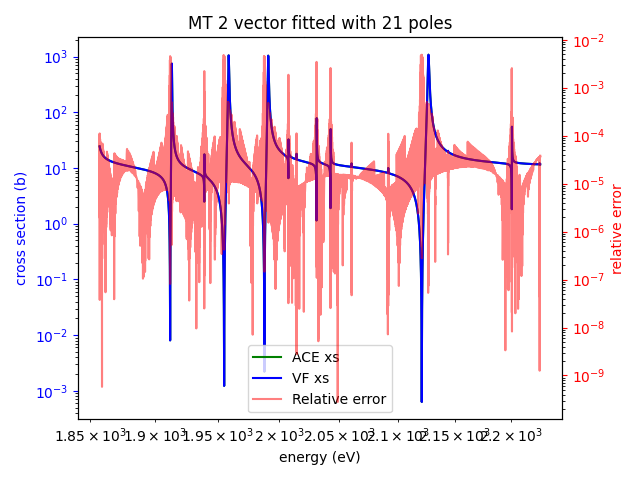 MT 2 vector fitted with 21 poles
cross section (b)
10³
10²
10¹
10⁰
10⁻¹
10⁻²
10⁻³
10⁻²
10⁻³
10⁻⁴
10⁻⁵
10⁻⁶
10⁻⁷
10⁻⁸
10⁻⁹
relative error
ACE xs
VF xs
Relative error
1.85 × 10³ 1.9 × 10³ 1.95 × 10³ 2 × 10³ 2.05 × 10³ 2.1 × 10³ 2.15 × 10³ 2.2 × 10³
energy (eV)